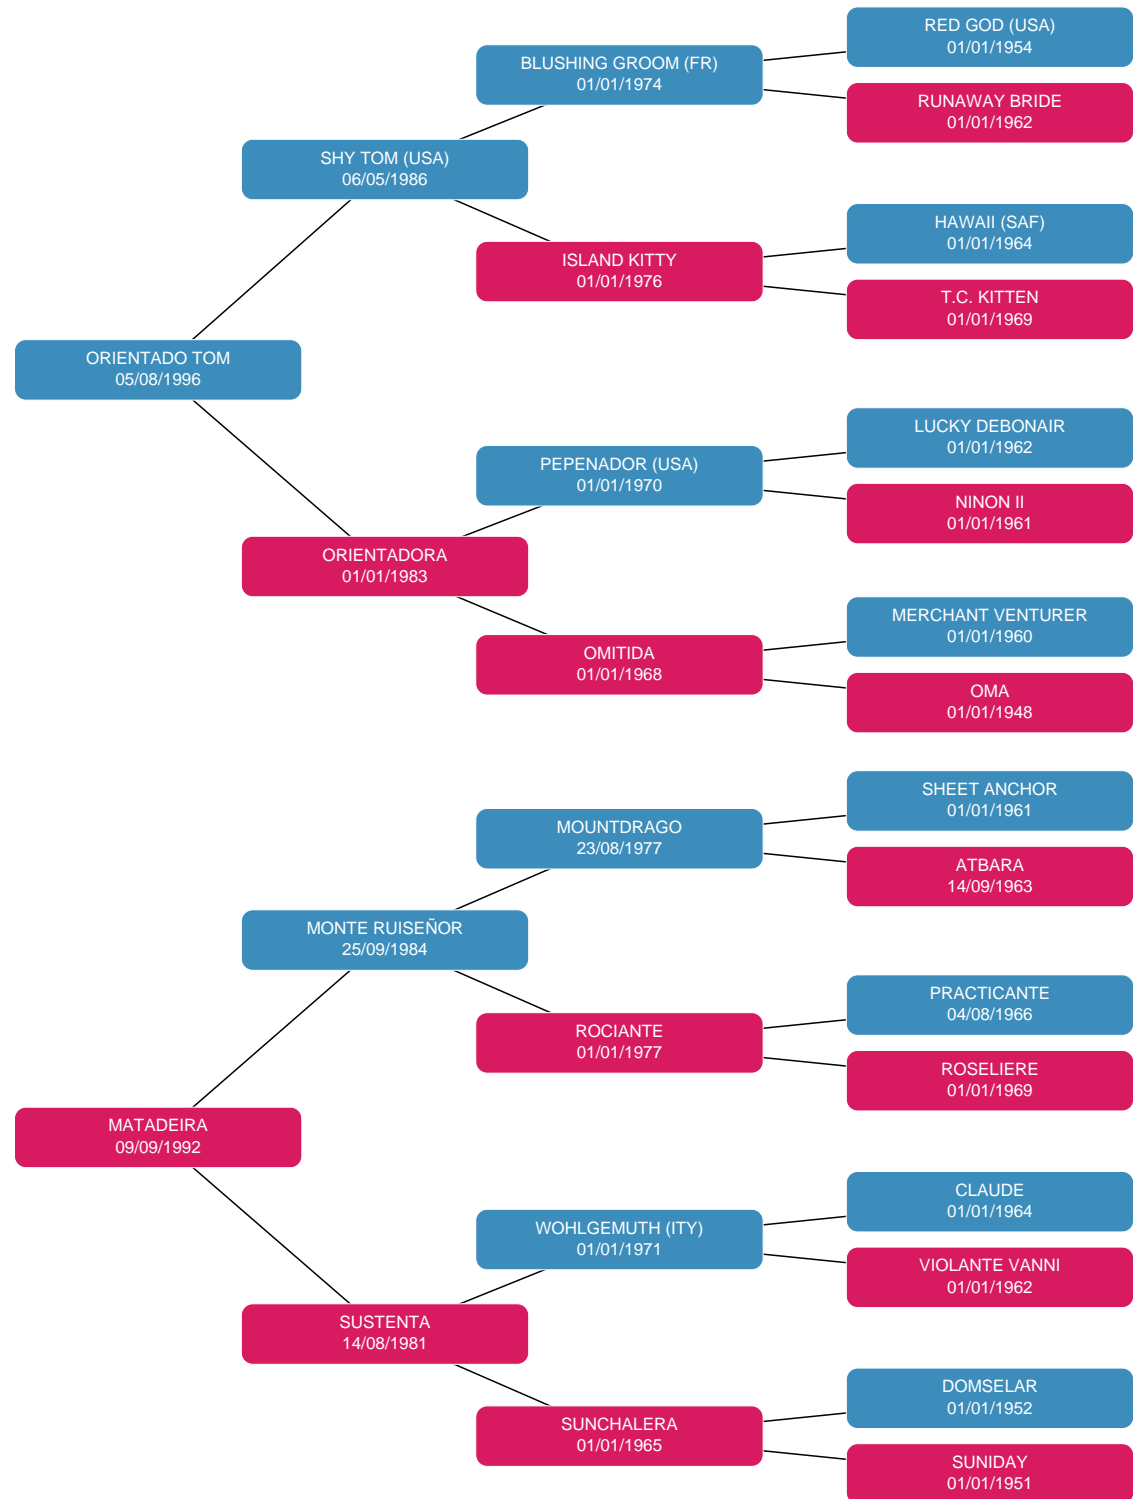 RED GOD (USA)
01/01/1954
BLUSHING GROOM (FR)
01/01/1974
RUNAWAY BRIDE
01/01/1962
SHY TOM (USA)
06/05/1986
HAWAII (SAF)
01/01/1964
ISLAND KITTY
01/01/1976
T.C. KITTEN
01/01/1969
ORIENTADO TOM
05/08/1996
LUCKY DEBONAIR
01/01/1962
PEPENADOR (USA)
01/01/1970
NINON II
01/01/1961
ORIENTADORA
01/01/1983
MERCHANT VENTURER
01/01/1960
OMITIDA
01/01/1968
OMA
01/01/1948
SHEET ANCHOR
01/01/1961
MOUNTDRAGO
23/08/1977
ATBARA
14/09/1963
MONTE RUISEÑOR
25/09/1984
PRACTICANTE
04/08/1966
ROCIANTE
01/01/1977
ROSELIERE
01/01/1969
MATADEIRA
09/09/1992
CLAUDE
01/01/1964
WOHLGEMUTH (ITY)
01/01/1971
VIOLANTE VANNI
01/01/1962
SUSTENTA
14/08/1981
DOMSELAR
01/01/1952
SUNCHALERA
01/01/1965
SUNIDAY
01/01/1951